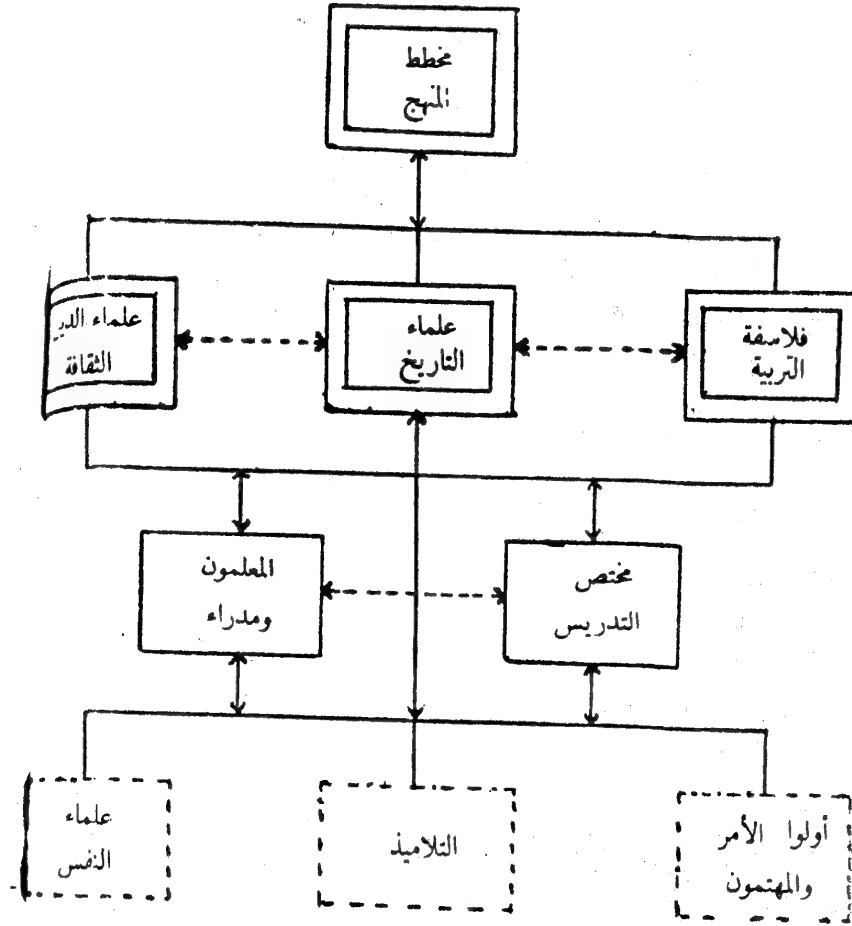 مخطط
المنهج
فلاسفة
التربية
علماء
التاريخ
علماء الدين
الثقافة
مختص
التدريس
المعلمون
ومدراء
أولوا الأمر
والمهتمون
التلاميذ
علماء
النفس